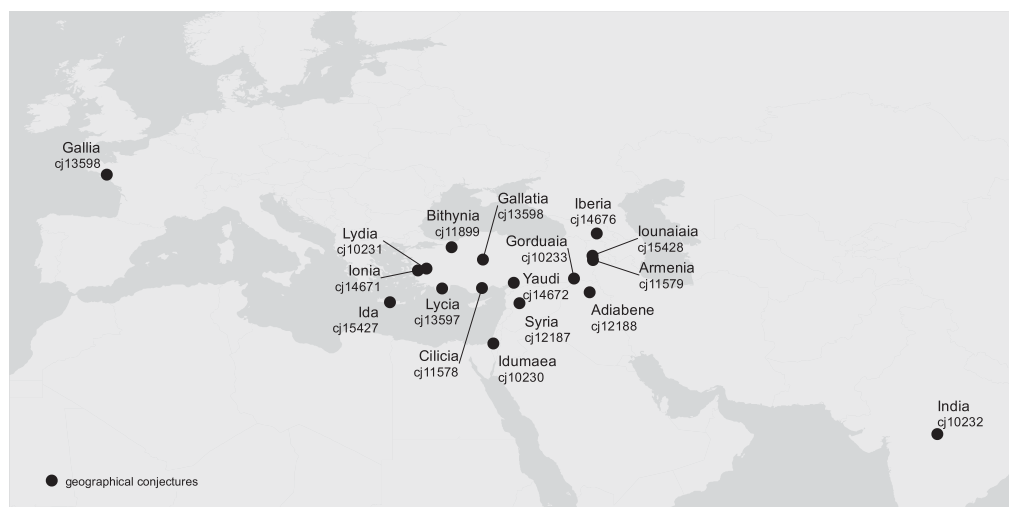 Gallia
cj13598
Gallatia
cj13598
Iberia
cj14676
Bithynia
cj11899
Lydia
cj10231
Gorduaia
cj10233
Iounaiaia
cj15428
Ionia
cj14671
Armenia
cj11579
Yaudi
cj14672
Ida
cj15427
Lycia
cj13597
Adiabene
cj12188
Syria
cj12187
Cilicia
cj11578
Idumaea
cj10230
India
cj10232
geographical conjectures